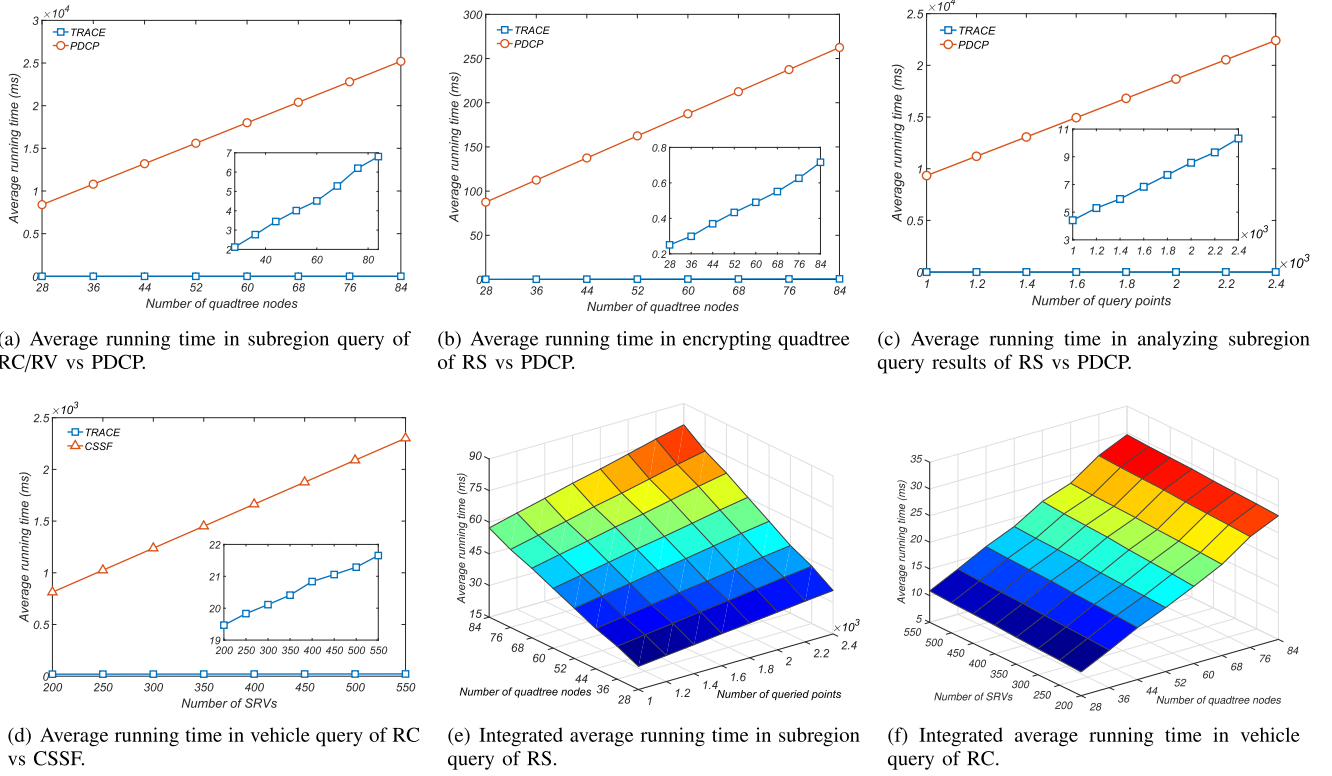 ×10⁴
3
2.5
2
1.5
1
0.5
0
TRACE
PDCP
Average running time (ms)
7
6
5
4
3
2
40 60 80
28 36 44 52 60 68 76 84
Number of quadtree nodes
(a) Average running time in subregion query of
RC/RV vs PDCP.
300
250
200
150
100
50
0
TRACE
PDCP
Average running time (ms)
0.8
0.6
0.4
0.2
28 36 44 52 60 68 76 84
28 36 44 52 60 68 76 84
Number of quadtree nodes
(b) Average running time in encrypting quadtree
of RS vs PDCP.
2.5 ×10⁴
2
1.5
1
0.5
0
TRACE
PDCP
Average running time (ms)
11
9
7
5
3
1 1.2 1.4 1.6 1.8 2 2.2 2.4
×10³
1 1.2 1.4 1.6 1.8 2 2.2 2.4
×10³
Number of query points
(c) Average running time in analyzing subregion
query results of RS vs PDCP.
2.5 ×10³
2
1.5
1
0.5
0
TRACE
CSSF
Average running time (ms)
22
21
20
19
200 250 300 350 400 450 500 550
200 250 300 350 400 450 500 550
Number of SRVs
(d) Average running time in vehicle query of RC
vs CSSF.
90
75
60
45
30
15
Average running time (ms)
84 76 68 60 52 44 36 28
Number of quadtree nodes
1 1.2 1.4 1.6 1.8 2 2.2 2.4
×10³
Number of queried points
(e) Integrated average running time in subregion
query of RS.
35
30
25
20
15
10
5
Average running time (ms)
550 500 450 400 350 300 250 200
Number of SRVs
28 36 44 52 60 68 76 84
Number of quadtree nodes
(f) Integrated average running time in vehicle
query of RC.